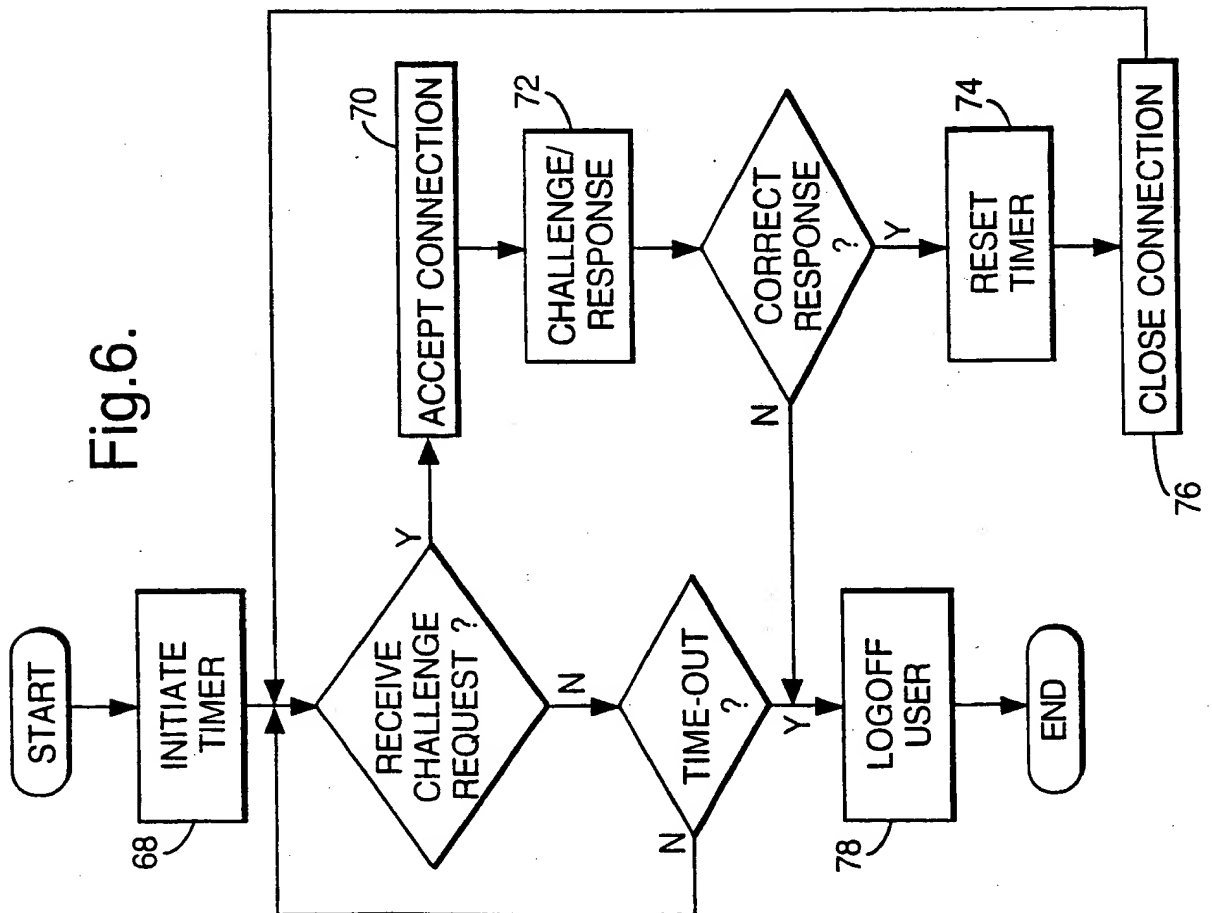 Fig.6.
START
INITIATE
TIMER
68
RECEIVE
CHALLENGE
REQUEST ?
Y
N
ACCEPT CONNECTION
70
CHALLENGE/
RESPONSE
72
CORRECT
RESPONSE
?
N
Y
RESET
TIMER
74
CLOSE CONNECTION
76
TIME-OUT
?
N
Y
LOGOFF
USER
78
END